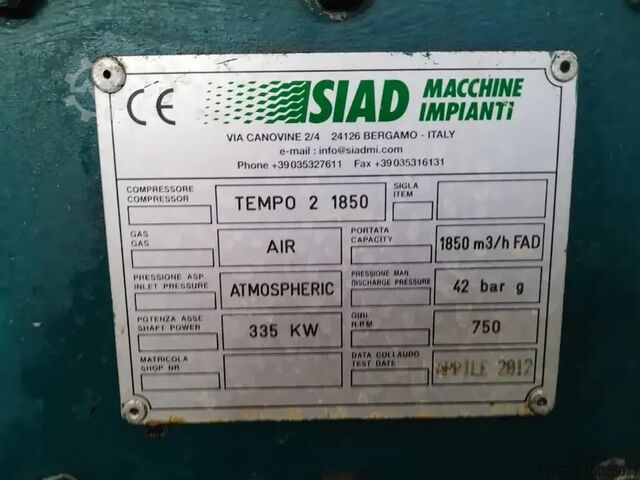 CE SIAD MACCHINE
IMPIANTI
VIA CANOVINE 2/4 24126 BERGAMO - ITALY
e-mail : info@siadmi.com
Phone +39035327611 Fax +39035316131
COMPRESSORE
COMPRESSOR
TEMPO 2 1850
SIGLA
ITEM
GAS
GAS
AIR
PORTATA
CAPACITY
1850 m3/h FAD
PRESSIONE ASP.
INLET PRESSURE
ATMOSPHERIC
PRESSIONE MAN.
DISCHARGE PRESSURE
42 bar g
POTENZA ASSE
SHAFT POWER
335 KW
GIRI
R.P.M.
750
MATRICOLA
SHOP NR
DATA COLLAUDO
TEST DATE
APRILE 2012